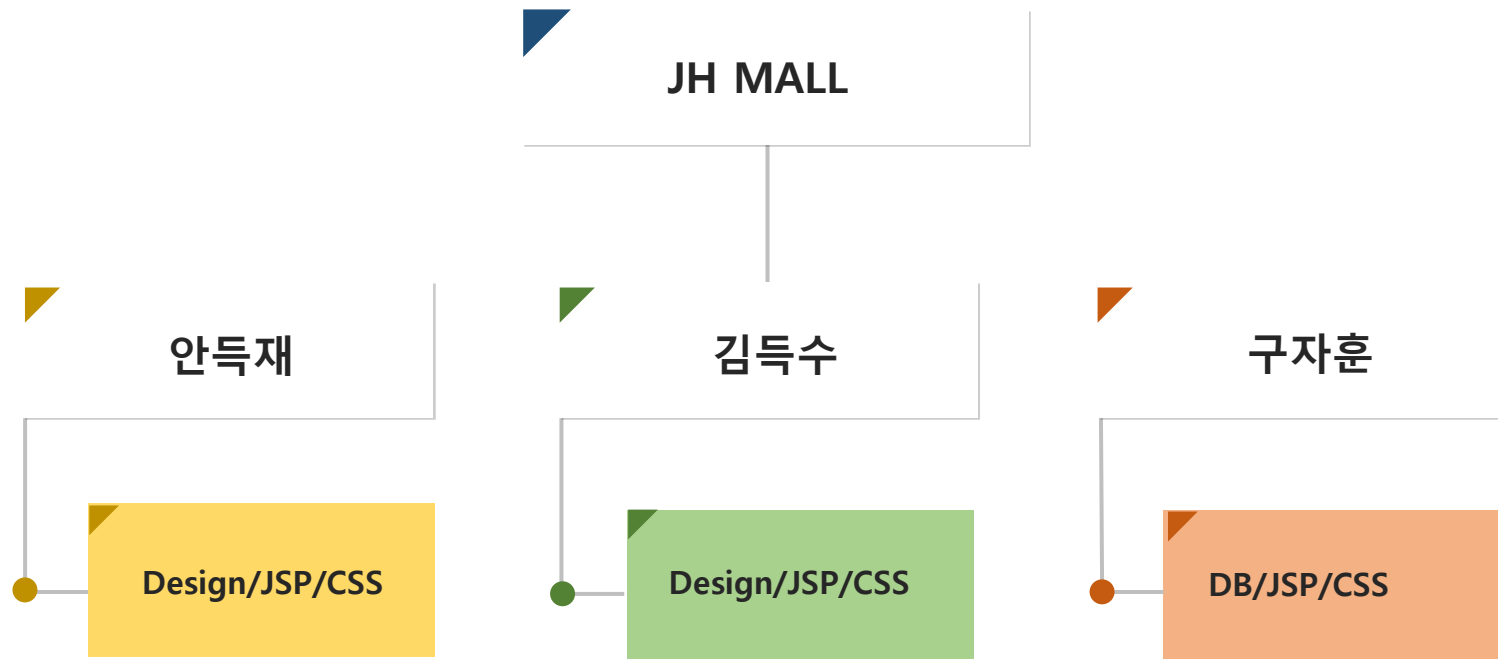 JH MALL
안득재
김득수
구자훈
Design/JSP/CSS
Design/JSP/CSS
DB/JSP/CSS